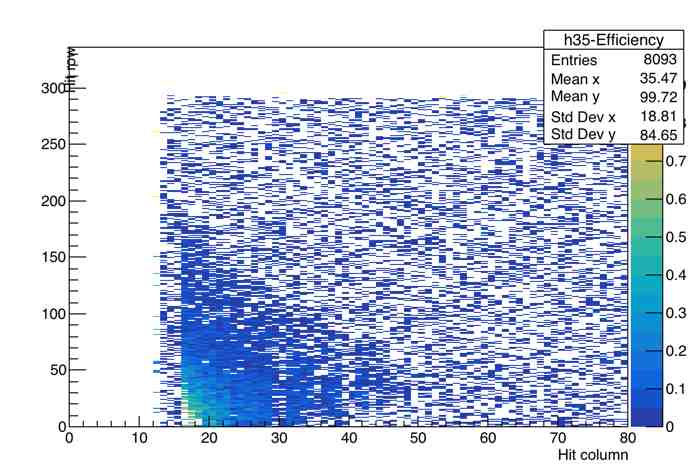 h35-Efficiency
Entries 8093
Mean x 35.47
Mean y 99.72
Std Dev x 18.81
Std Dev y 84.65
Hit row
300
250
200
150
100
50
0
0 10 20 30 40 50 60 70 80
Hit column
0.7
0.6
0.5
0.4
0.3
0.2
0.1
0